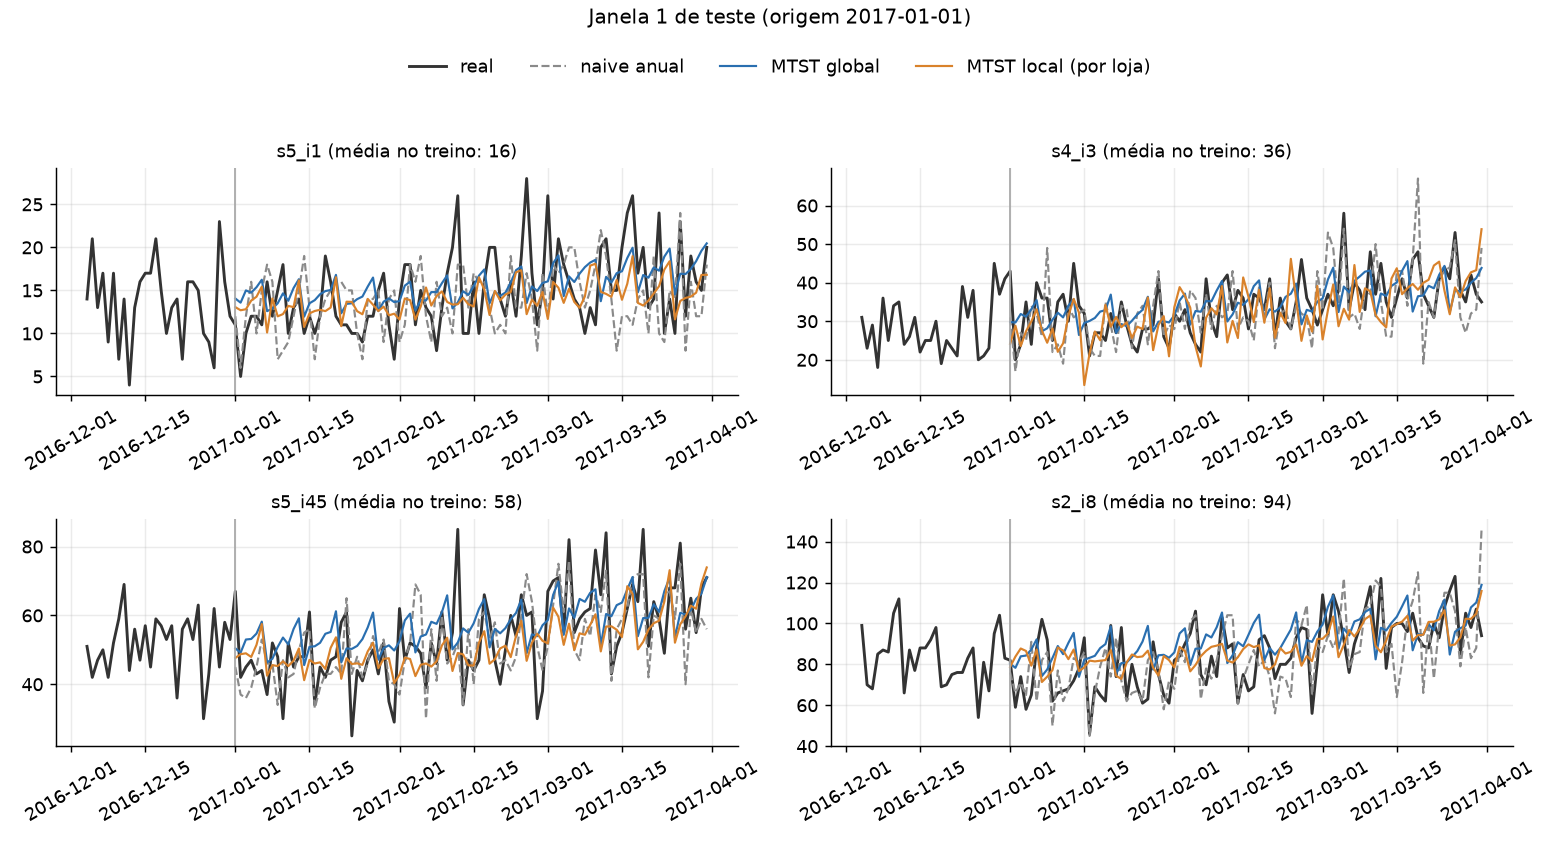 Janela 1 de teste (origem 2017-01-01)
real naive anual MTST global MTST local (por loja)
s5_i1 (média no treino: 16)
25
20
15
10
5
2016-12-01 2016-12-15 2017-01-01 2017-01-15 2017-02-01 2017-02-15 2017-03-01 2017-03-15 2017-04-01
s4_i3 (média no treino: 36)
60
50
40
30
20
2016-12-01 2016-12-15 2017-01-01 2017-01-15 2017-02-01 2017-02-15 2017-03-01 2017-03-15 2017-04-01
s5_i45 (média no treino: 58)
80
60
40
2016-12-01 2016-12-15 2017-01-01 2017-01-15 2017-02-01 2017-02-15 2017-03-01 2017-03-15 2017-04-01
s2_i8 (média no treino: 94)
140
120
100
80
60
40
2016-12-01 2016-12-15 2017-01-01 2017-01-15 2017-02-01 2017-02-15 2017-03-01 2017-03-15 2017-04-01